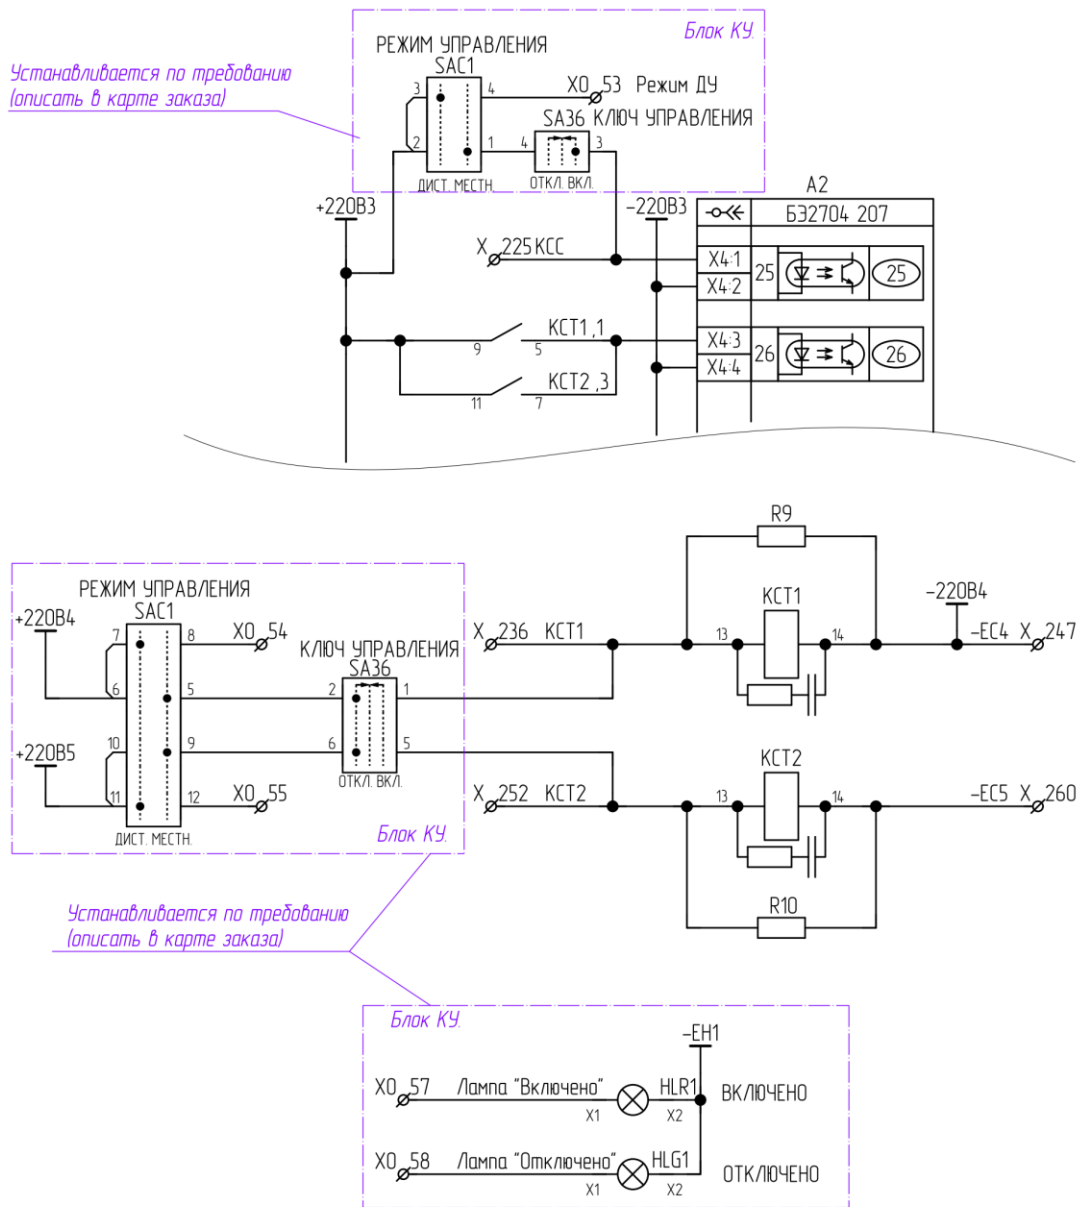 Блок КУ.
РЕЖИМ УПРАВЛЕНИЯ
SAC1
Устанавливается по требованию
(описать в карте заказа)
3
4
X0
53
Режим ДУ
SA36
КЛЮЧ УПРАВЛЕНИЯ
2
1
4
3
ДИСТ.
МЕСТН.
ОТКЛ.
ВКЛ.
+220В3
-220В3
A2
БЭ2704 207
X
225
КСС
X4:1
25
25
X4:2
9
5
КСТ1,1
X4:3
26
26
X4:4
11
7
КСТ2,3
R9
РЕЖИМ УПРАВЛЕНИЯ
SAC1
+220В4
7
8
X0
54
КЛЮЧ УПРАВЛЕНИЯ
SA36
6
5
2
1
+220В5
10
9
6
5
ОТКЛ.
ВКЛ.
11
12
X0
55
ДИСТ.
МЕСТН.
Блок КУ.
X
236
КСТ1
13
КСТ1
14
-220В4
-ЕС4
X
247
X
252
КСТ2
13
КСТ2
14
-ЕС5
X
260
R10
Устанавливается по требованию
(описать в карте заказа)
Блок КУ.
-ЕН1
X0
57
Лампа "Включено"
X1
HLR1
X2
ВКЛЮЧЕНО
X0
58
Лампа "Отключено"
X1
HLG1
X2
ОТКЛЮЧЕНО